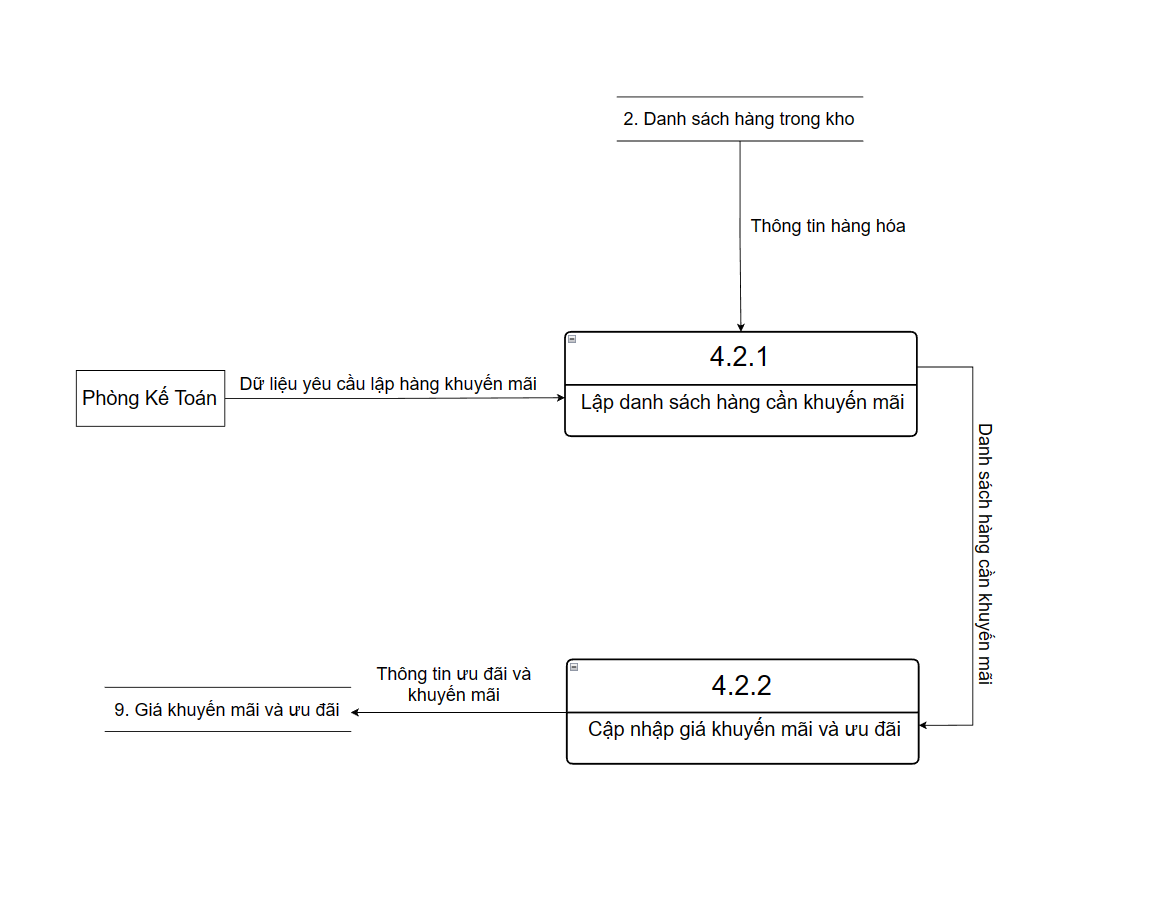 2. Danh sách hàng trong kho
Thông tin hàng hóa
4.2.1
Lập danh sách hàng cần khuyến mãi
Phòng Kế Toán
Dữ liệu yêu cầu lập hàng khuyến mãi
Danh sách hàng cần khuyến mãi
4.2.2
Cập nhập giá khuyến mãi và ưu đãi
Thông tin ưu đãi và
khuyến mãi
9. Giá khuyến mãi và ưu đãi